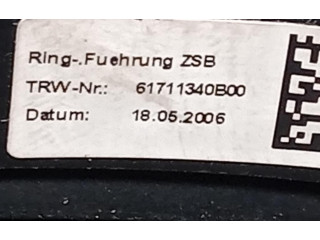 Ring-.Fuehrung ZSB
TRW-Nr.: 61711340B00
Datum: 18.05.2006